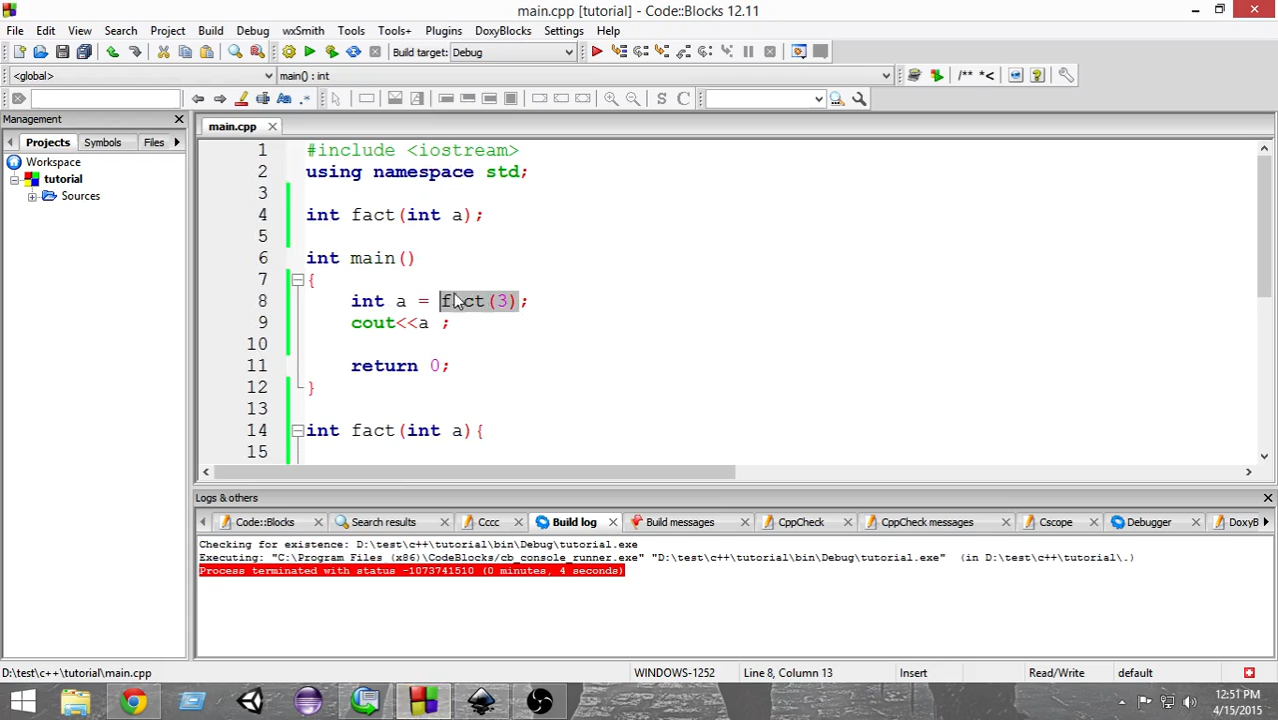 main.cpp [tutorial] - Code::Blocks 12.11
File Edit View Search Project Build Debug wxSmith Tools Tools+ Plugins DoxyBlocks Settings Help
Build target: Debug
<global> main() : int /** *<
Management
Projects Symbols Files
Workspace
tutorial
Sources
main.cpp
1 #include <iostream>
2 using namespace std;
3
4 int fact(int a);
5
6 int main()
7 {
8 int a = fact(3);
9 cout<<a ;
10
11 return 0;
12 }
13
14 int fact(int a){
15
Logs & others
Code::Blocks Search results Cccc Build log Build messages CppCheck CppCheck messages Cscope Debugger DoxyB
Checking for existence: D:\test\c++\tutorial\bin\Debug\tutorial.exe
Executing: "C:\Program Files (x86)\CodeBlocks/cb_console_runner.exe" "D:\test\c++\tutorial\bin\Debug\tutorial.exe" (in D:\test\c++\tutorial\.)
Process terminated with status -1073741510 (0 minutes, 4 seconds)
D:\test\c++\tutorial\main.cpp WINDOWS-1252 Line 8, Column 13 Insert Read/Write default
12:51 PM
4/15/2015